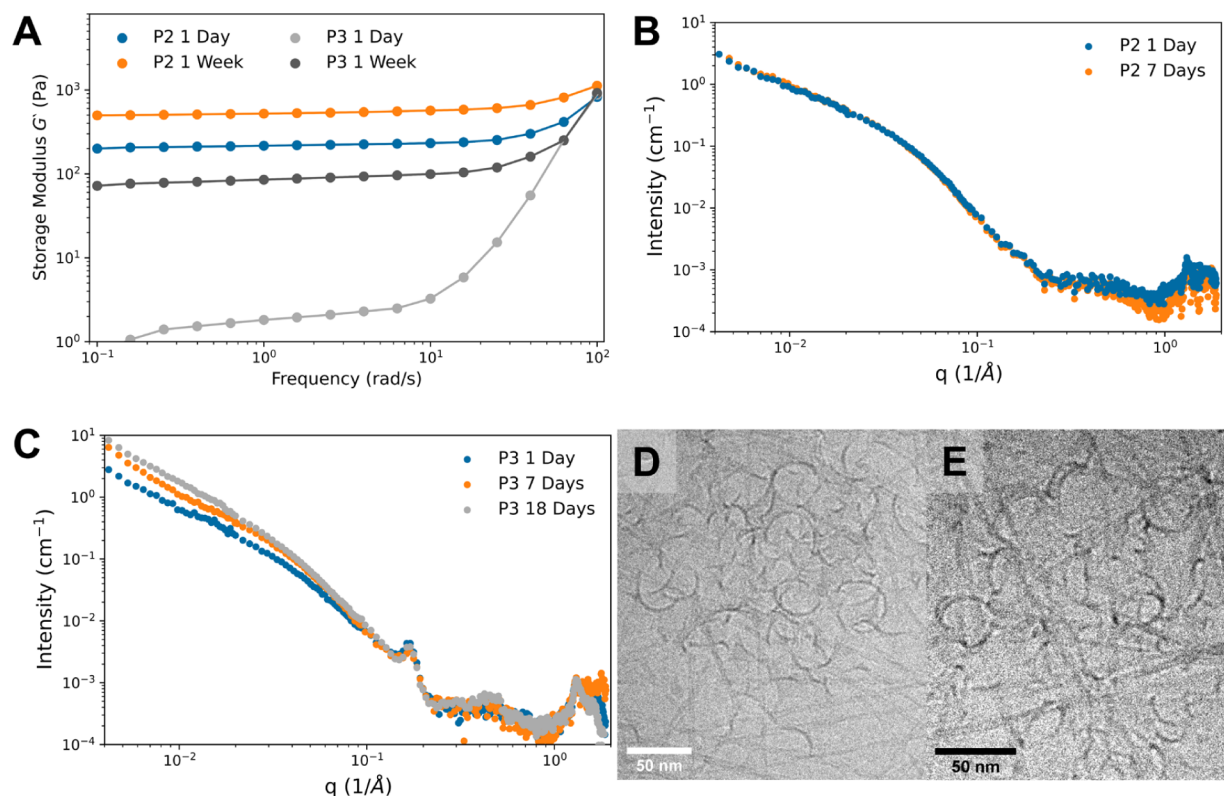 A
P2 1 Day
P2 1 Week
P3 1 Day
P3 1 Week
Storage Modulus G` (Pa)
10³
10²
10¹
10⁰
10⁻¹ 10⁰ 10¹ 10²
Frequency (rad/s)
B
P2 1 Day
P2 7 Days
Intensity (cm⁻¹)
10¹
10⁰
10⁻¹
10⁻²
10⁻³
10⁻⁴
10⁻² 10⁻¹ 10⁰
q (1/Å)
C
P3 1 Day
P3 7 Days
P3 18 Days
Intensity (cm⁻¹)
10¹
10⁰
10⁻¹
10⁻²
10⁻³
10⁻⁴
10⁻² 10⁻¹ 10⁰
q (1/Å)
D
50 nm
E
50 nm